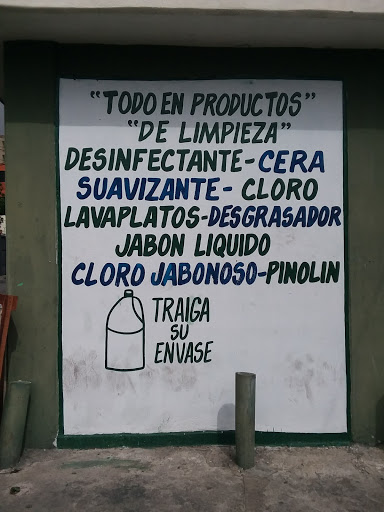 "TODO EN PRODUCTOS"
"DE LIMPIEZA"
DESINFECTANTE-CERA
SUAVIZANTE-CLORO
LAVAPLATOS-DESGRASADOR
JABON LIQUIDO
CLORO JABONOSO-PINOLIN
TRAIGA
SU
ENVASE